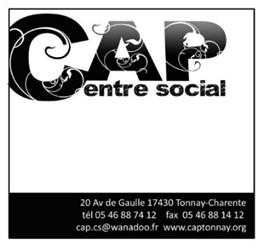 CAP
entre social
20 Av de Gaulle 17430 Tonnay-Charente
tél 05 46 88 74 12 fax 05 46 88 14 12
cap.cs@wanadoo.fr www.captonnay.org